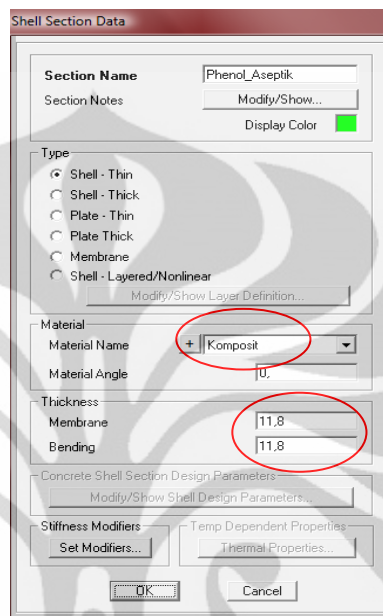 Shell Section Data
Section Name Phenol_Aseptik
Section Notes Modify/Show...
Display Color
Type
Shell - Thin
Shell - Thick
Plate - Thin
Plate Thick
Membrane
Shell - Layered/Nonlinear
Modify/Show Layer Definition...
Material
Material Name + Komposit
Material Angle 0,
Thickness
Membrane 11,8
Bending 11,8
Concrete Shell Section Design Parameters
Modify/Show Shell Design Parameters...
Stiffness Modifiers Temp Dependent Properties
Set Modifiers... Thermal Properties...
OK Cancel